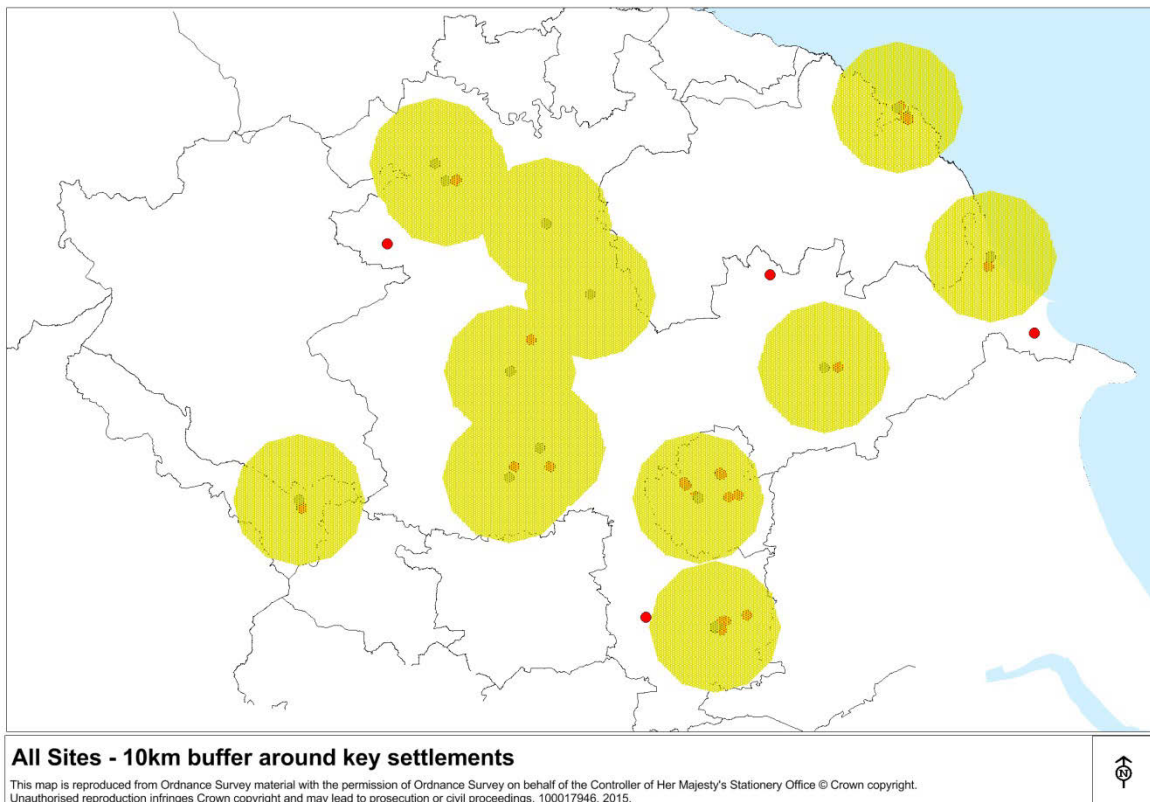 All Sites - 10km buffer around key settlements
This map is reproduced from Ordnance Survey material with the permission of Ordnance Survey on behalf of the Controller of Her Majesty's Stationery Office © Crown copyright.
Unauthorised reproduction infringes Crown copyright and may lead to prosecution or civil proceedings. 100017946. 2015.
N